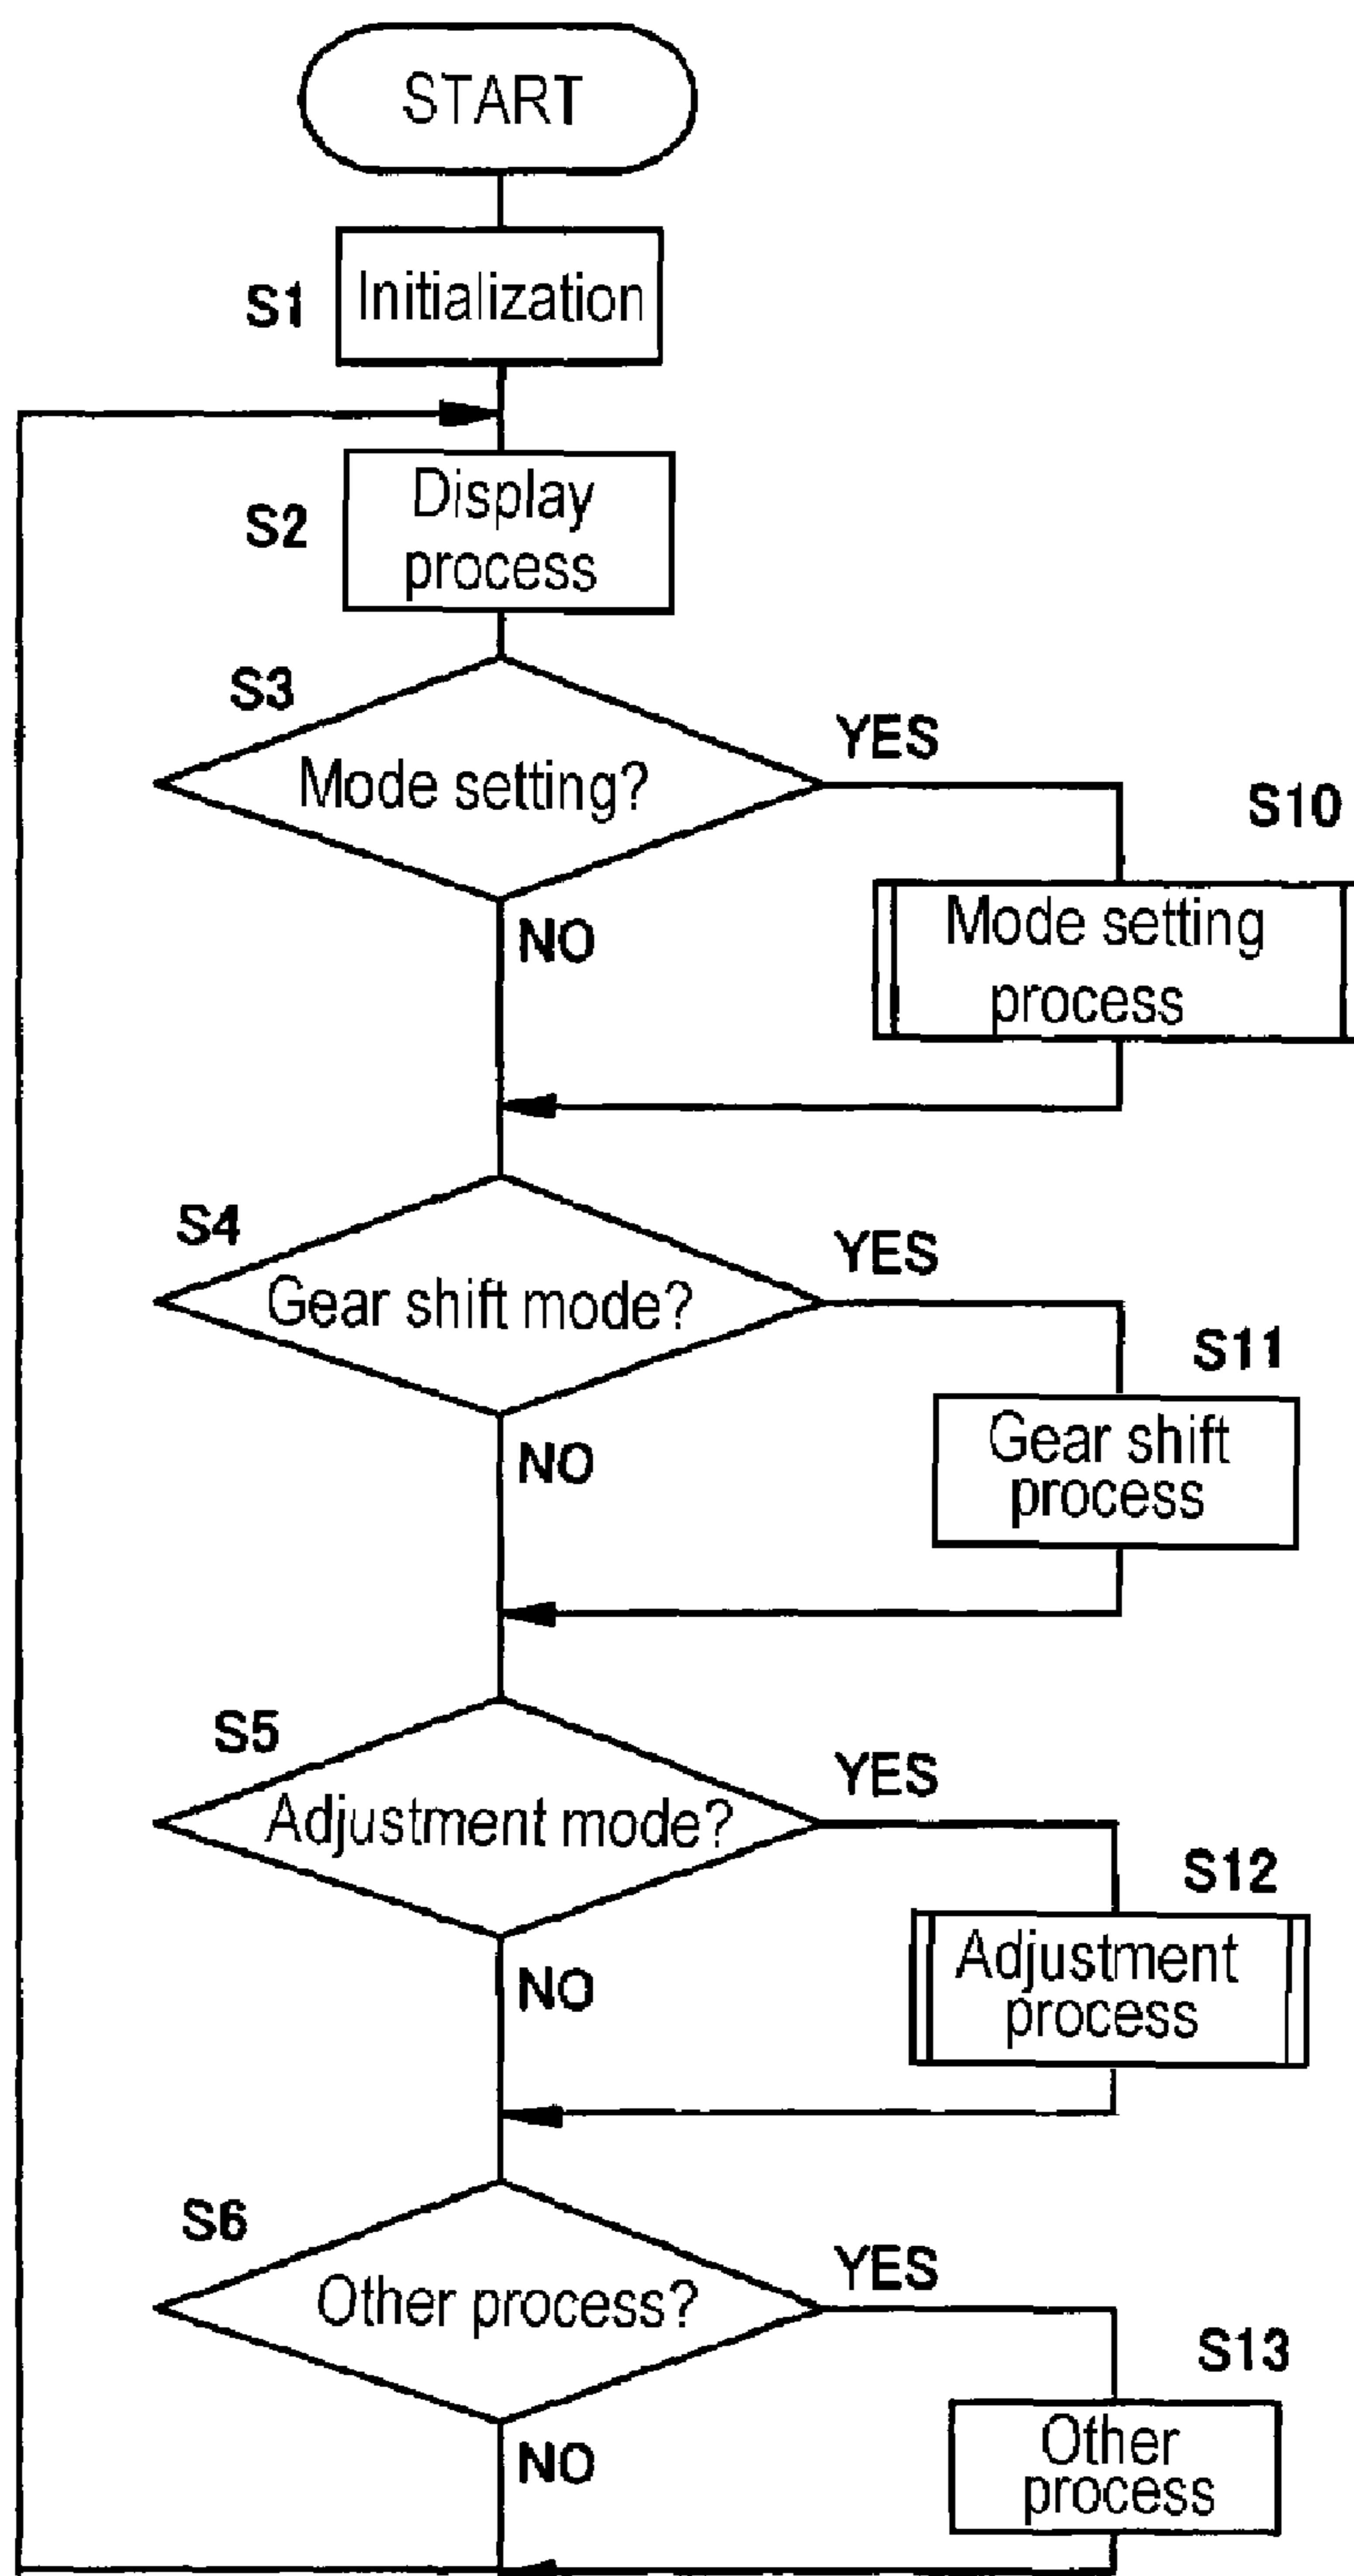 START
S1
Initialization
S2
Display
process
S3
Mode setting?
YES
S10
Mode setting
process
NO
S4
Gear shift mode?
YES
S11
Gear shift
process
NO
S5
Adjustment mode?
YES
S12
Adjustment
process
NO
S6
Other process?
YES
S13
Other
process
NO